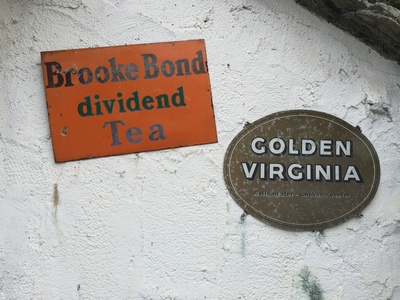 Brooke Bond
dividend
Tea
GOLDEN
VIRGINIA